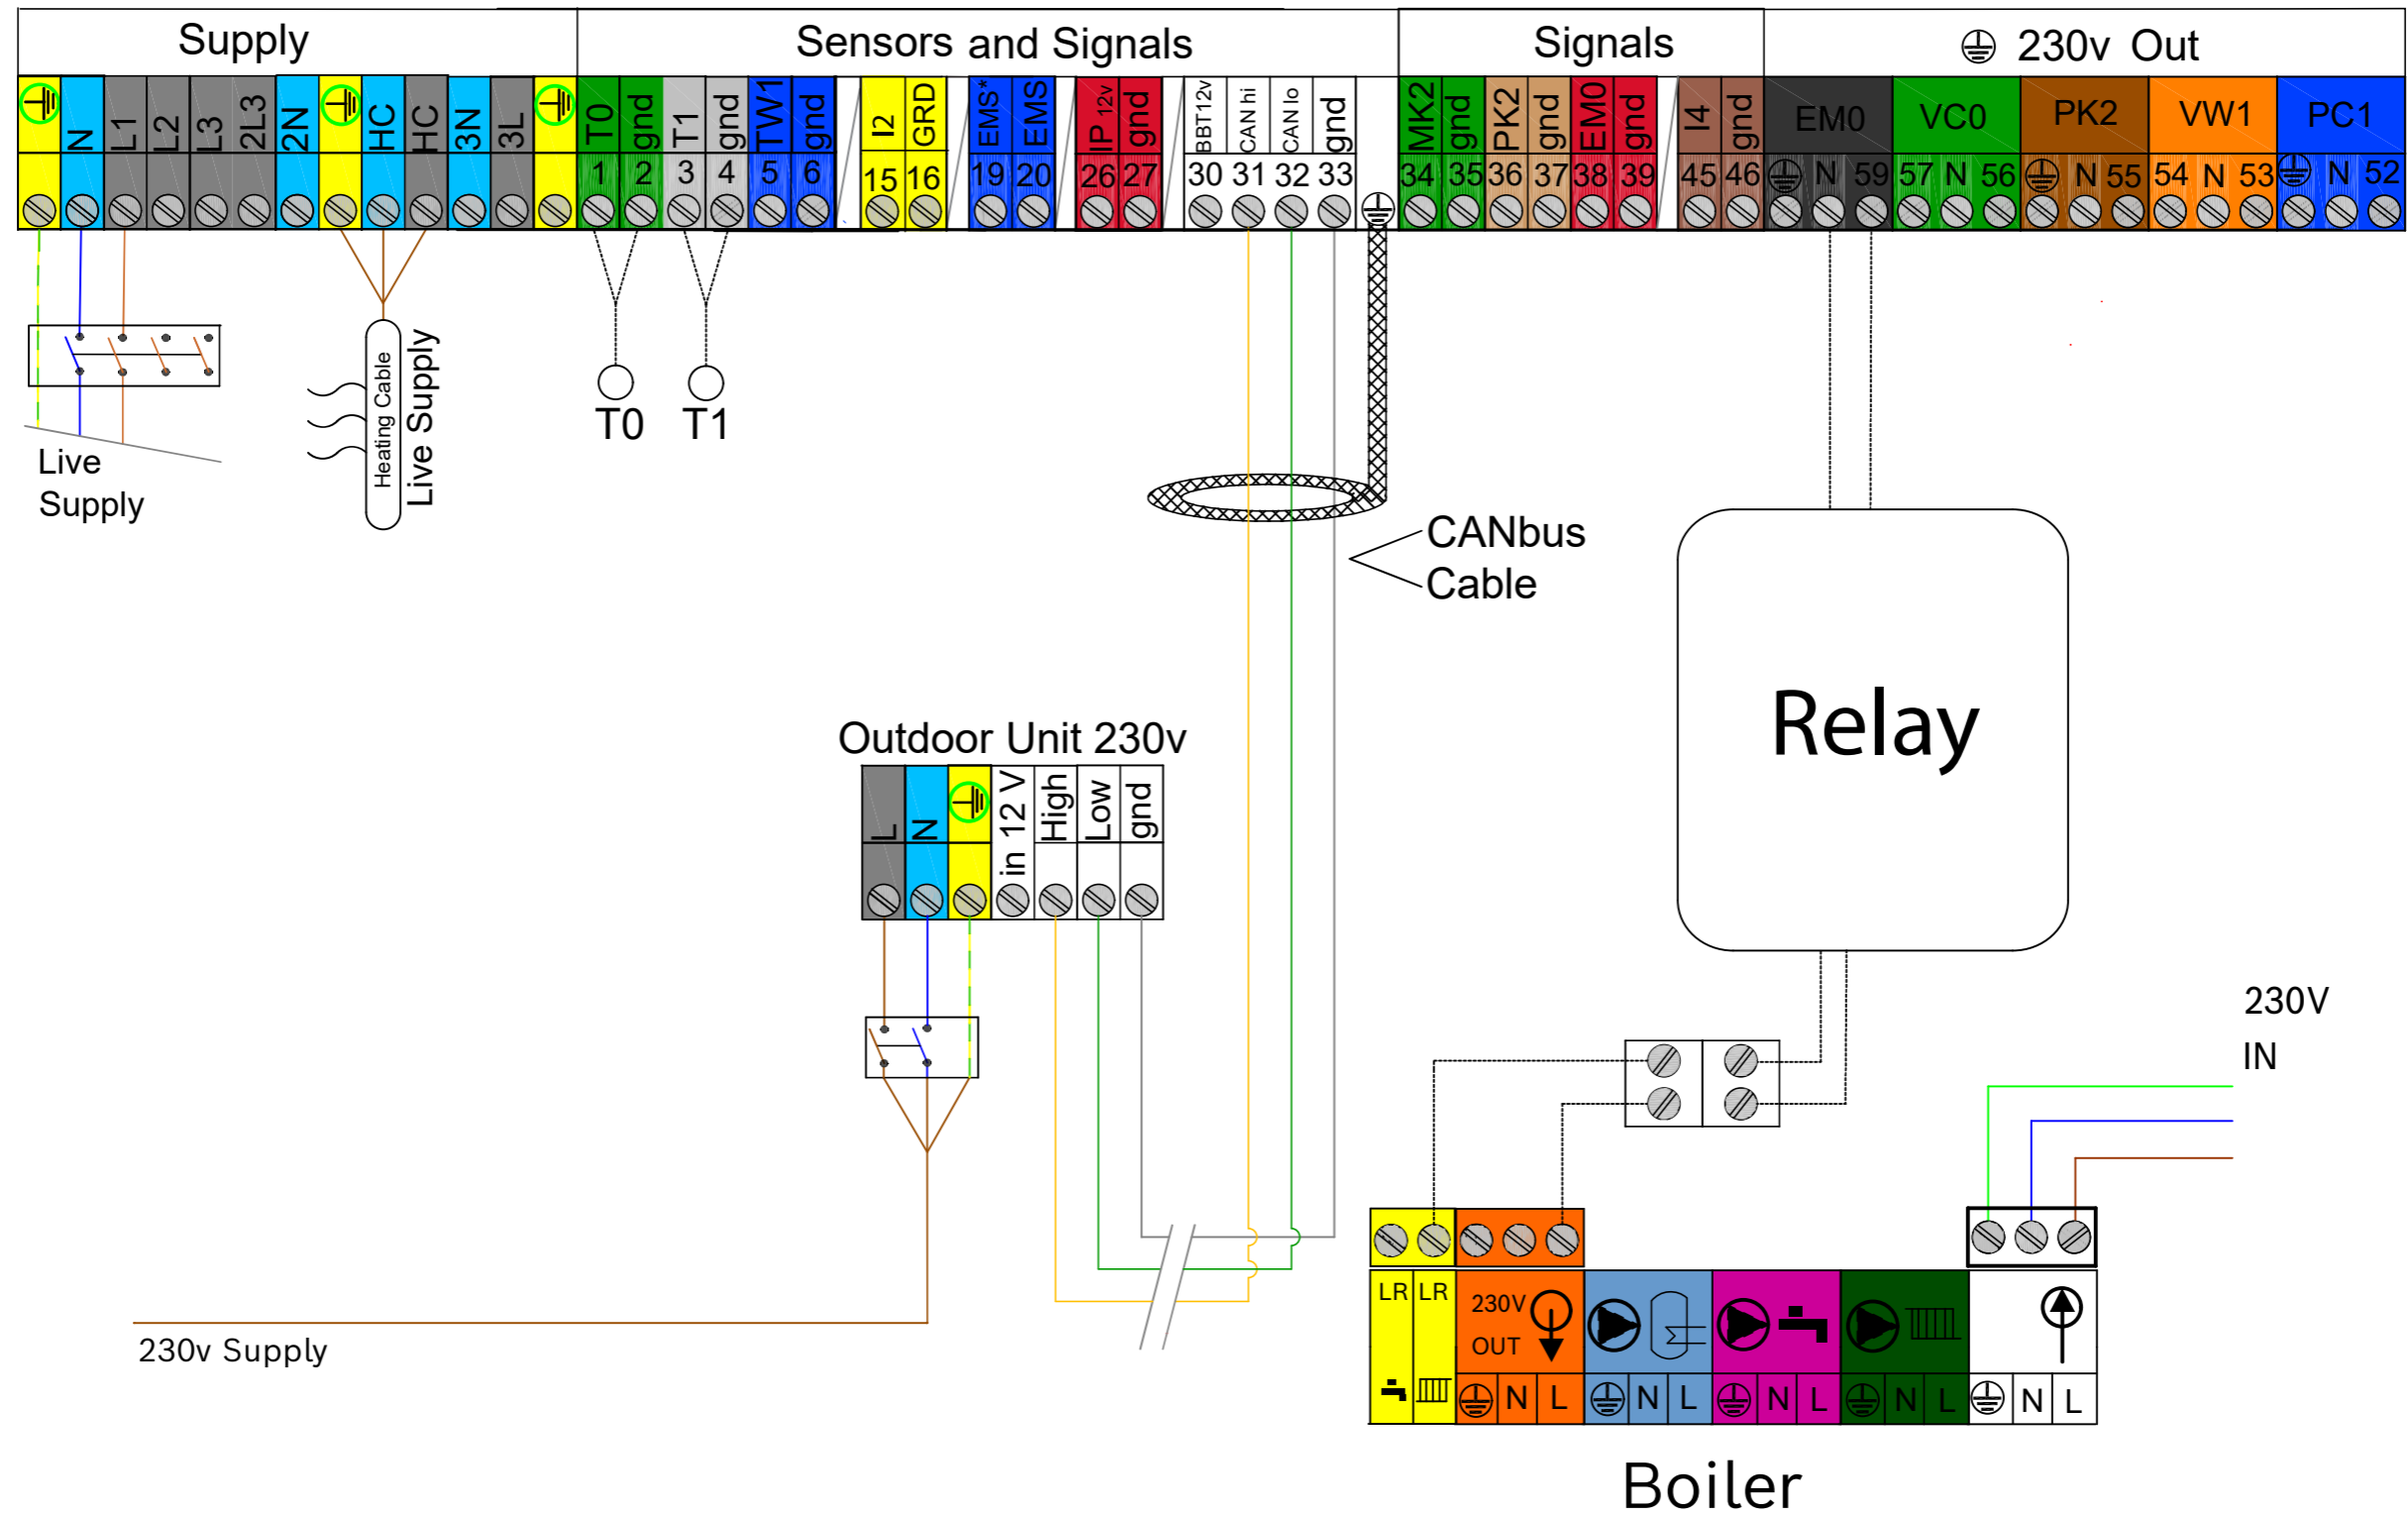 Supply
Sensors and Signals
Signals
230v Out
N
L1
L2
L3
2L3
2N
HC
HC
3N
3L
T0
gnd
T1
gnd
TW1
gnd
I2
GRD
EMS*
EMS
IP 12v
gnd
BBT12v
CAN hi
CAN lo
gnd
MK2
gnd
PK2
gnd
EM0
gnd
I4
gnd
EM0
VC0
PK2
VW1
PC1
1 2 3 4 5 6 15 16 19 20 26 27 30 31 32 33 34 35 36 37 38 39 45 46 N 59 57 N 56 N 55 54 N 53 N 52
Live
Supply
Heating Cable
Live Supply
T0 T1
CANbus
Cable
Relay
Outdoor Unit 230v
L
N
in 12 V
High
Low
gnd
230V
IN
230v Supply
LR LR
230V
OUT
N L N L N L N L N L
Boiler